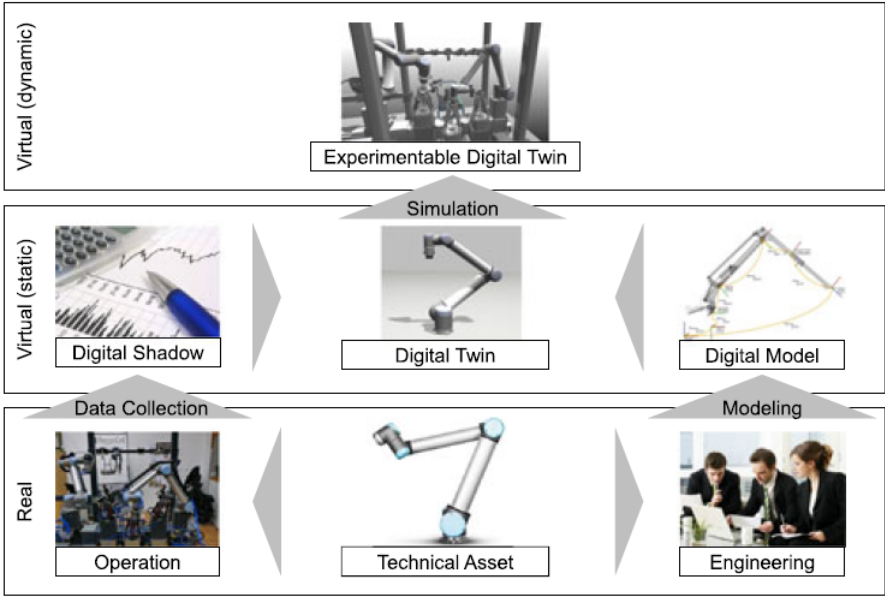 Virtual (dynamic)
Experimentable Digital Twin
Simulation
Virtual (static)
Digital Shadow
Digital Twin
Digital Model
Data Collection
Modeling
Real
Operation
Technical Asset
Engineering